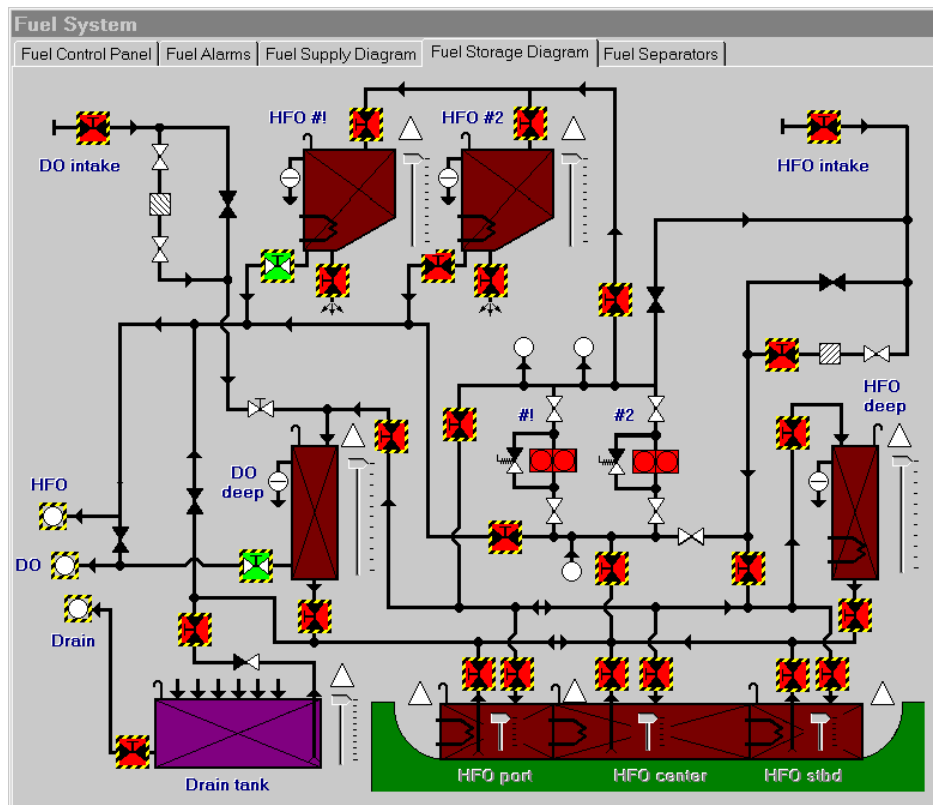 Fuel System
Fuel Control Panel
Fuel Alarms
Fuel Supply Diagram
Fuel Storage Diagram
Fuel Separators
HFO #!
HFO #2
DO intake
HFO intake
HFO
deep
#!
#2
DO
deep
HFO
DO
Drain
Drain tank
HFO port
HFO center
HFO stbd